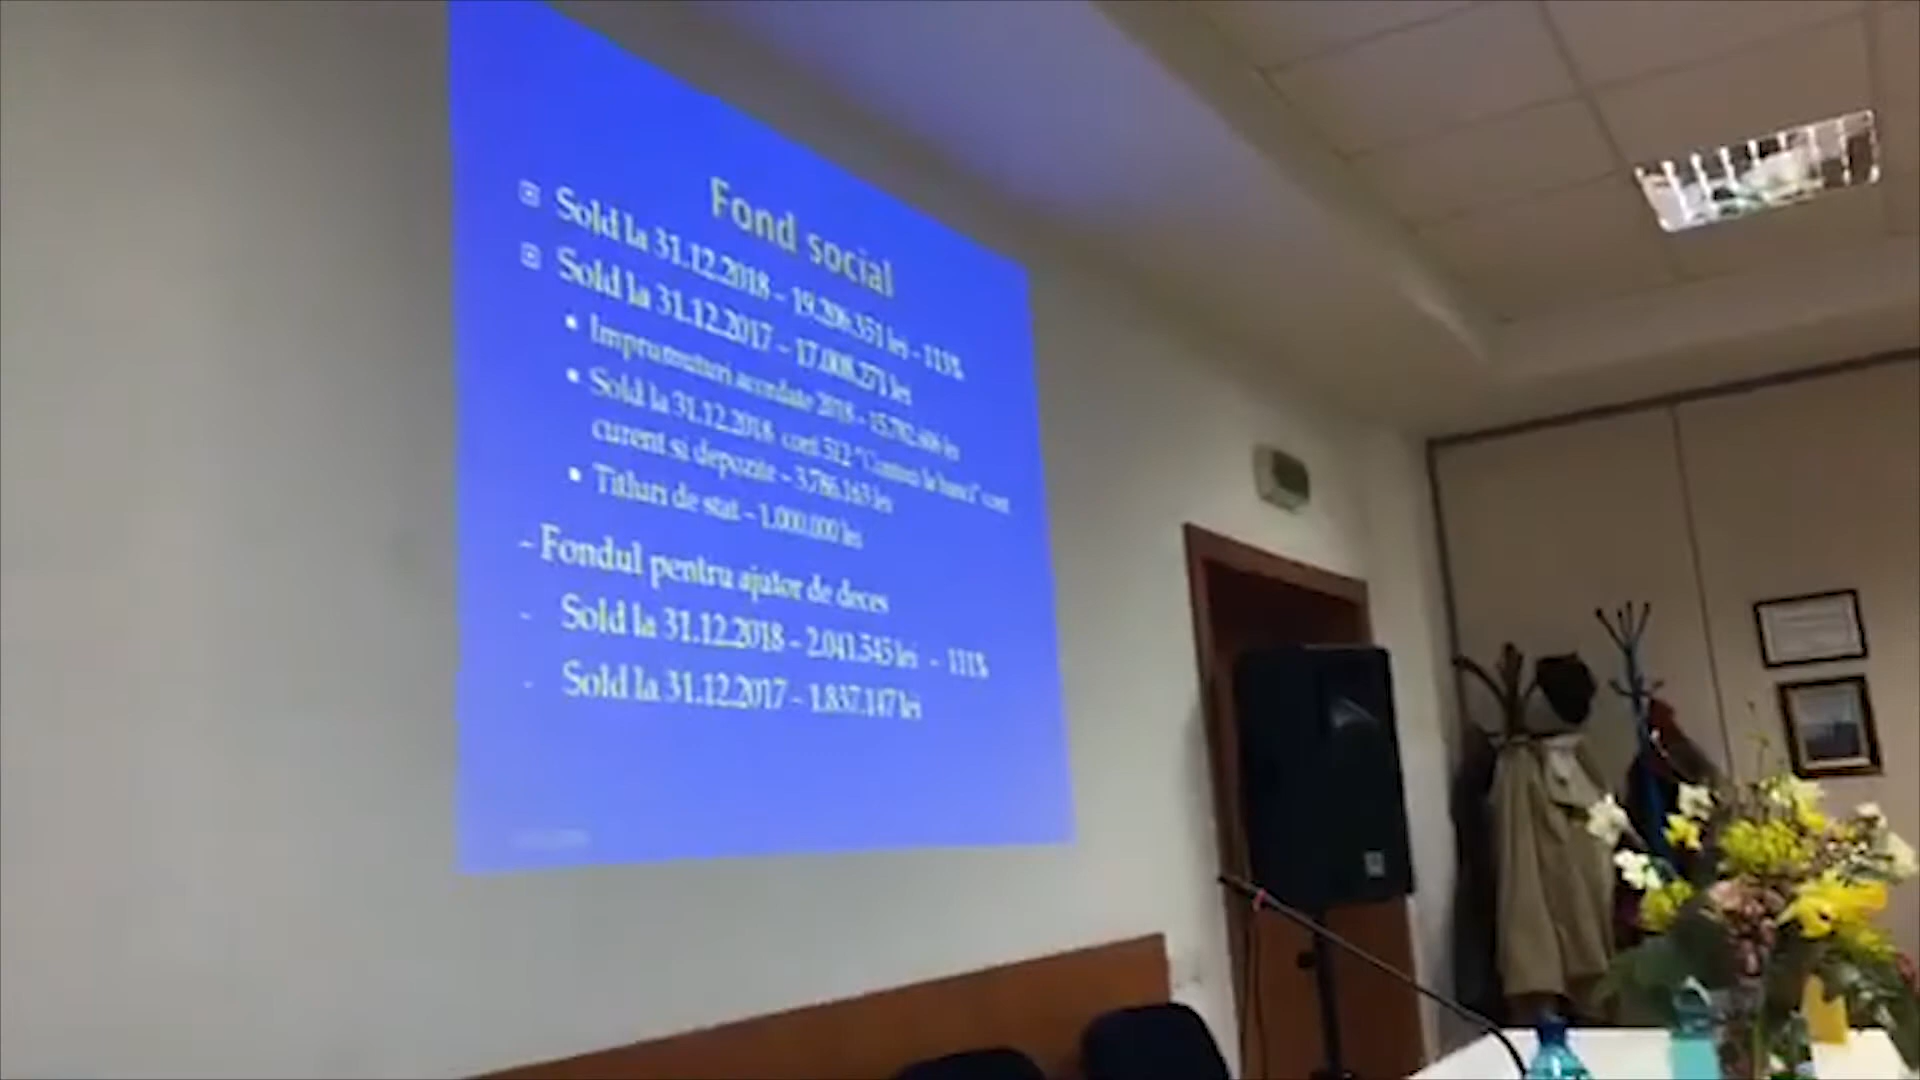 Fond social
Sold la 31.12.2018 - 19.206.351 lei - 113%
Sold la 31.12.2017 - 17.008.271 lei
Imprumuturi acordate 2018 - 15.782.406 lei
Sold la 31.12.2018 cont 512 "Conturi la banci" cont
curent si depozite - 3.786.163 lei
Titluri de stat - 1.000.000 lei
- Fondul pentru ajutor de deces
- Sold la 31.12.2018 - 2.041.545 lei - 111%
- Sold la 31.12.2017 - 1.837.147 lei